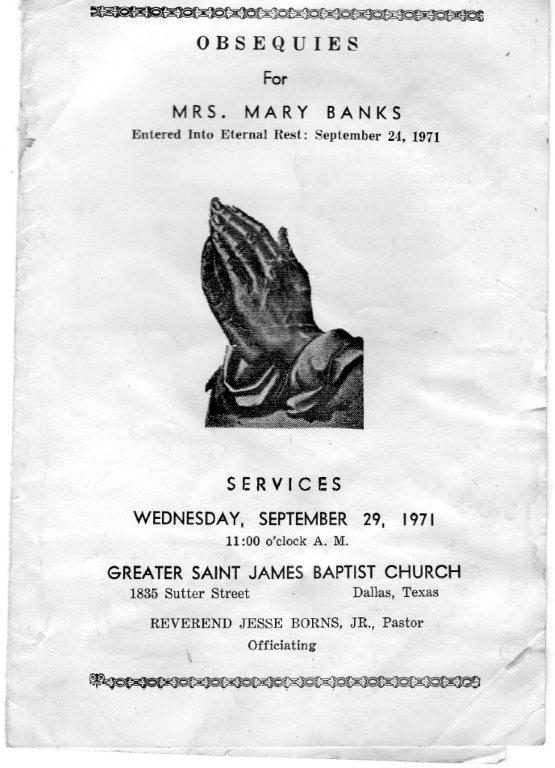 OBSEQUIES
For
MRS. MARY BANKS
Entered Into Eternal Rest: September 24, 1971
SERVICES
WEDNESDAY, SEPTEMBER 29, 1971
11:00 o'clock A. M.
GREATER SAINT JAMES BAPTIST CHURCH
1835 Sutter Street Dallas, Texas
REVEREND JESSE BORNS, JR., Pastor
Officiating